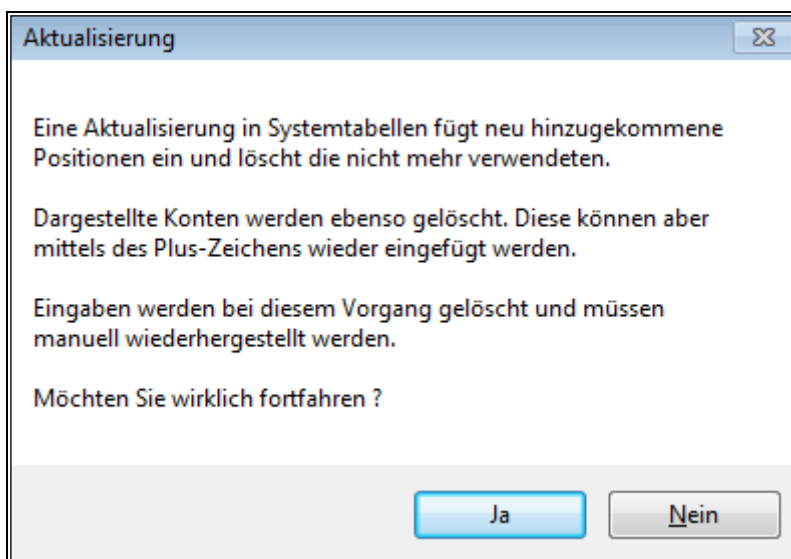 Aktualisierung
Eine Aktualisierung in Systemtabellen fügt neu hinzugekommene
Positionen ein und löscht die nicht mehr verwendeten.
Dargestellte Konten werden ebenso gelöscht. Diese können aber
mittels des Plus-Zeichens wieder eingefügt werden.
Eingaben werden bei diesem Vorgang gelöscht und müssen
manuell wiederhergestellt werden.
Möchten Sie wirklich fortfahren ?
Ja
Nein